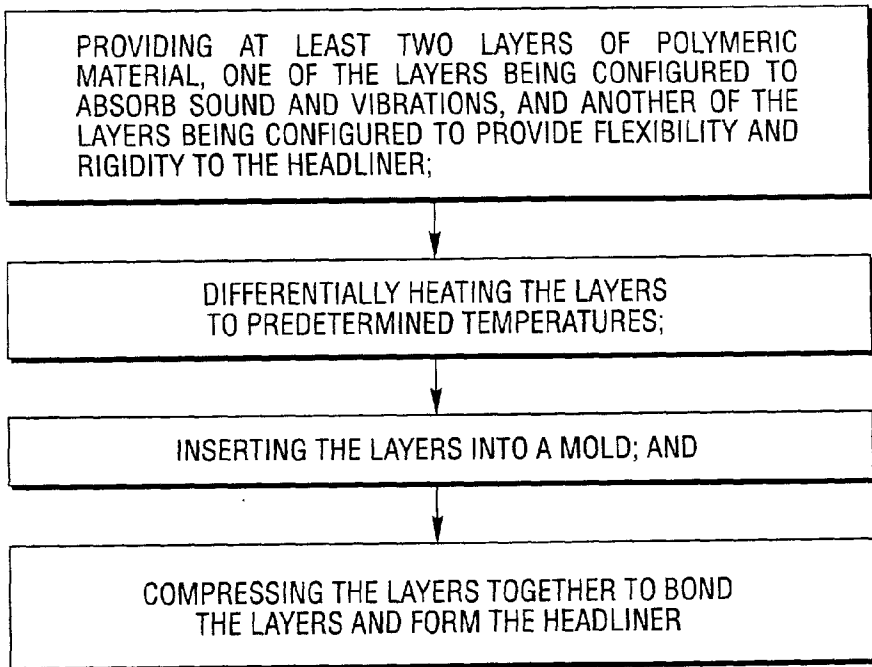 PROVIDING AT LEAST TWO LAYERS OF POLYMERIC
MATERIAL, ONE OF THE LAYERS BEING CONFIGURED TO
ABSORB SOUND AND VIBRATIONS, AND ANOTHER OF THE
LAYERS BEING CONFIGURED TO PROVIDE FLEXIBILITY AND
RIGIDITY TO THE HEADLINER;
DIFFERENTIALLY HEATING THE LAYERS
TO PREDETERMINED TEMPERATURES;
INSERTING THE LAYERS INTO A MOLD; AND
COMPRESSING THE LAYERS TOGETHER TO BOND
THE LAYERS AND FORM THE HEADLINER